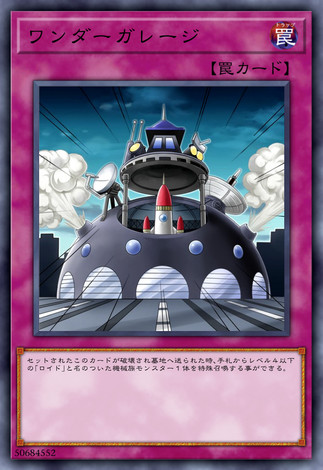 ワンダーガレージ
トラップ
罠
【罠カード】
セットされたこのカードが破壊され墓地へ送られた時、手札からレベル4以下
の「ロイド」と名のついた機械族モンスター1体を特殊召喚する事ができる。
50684552